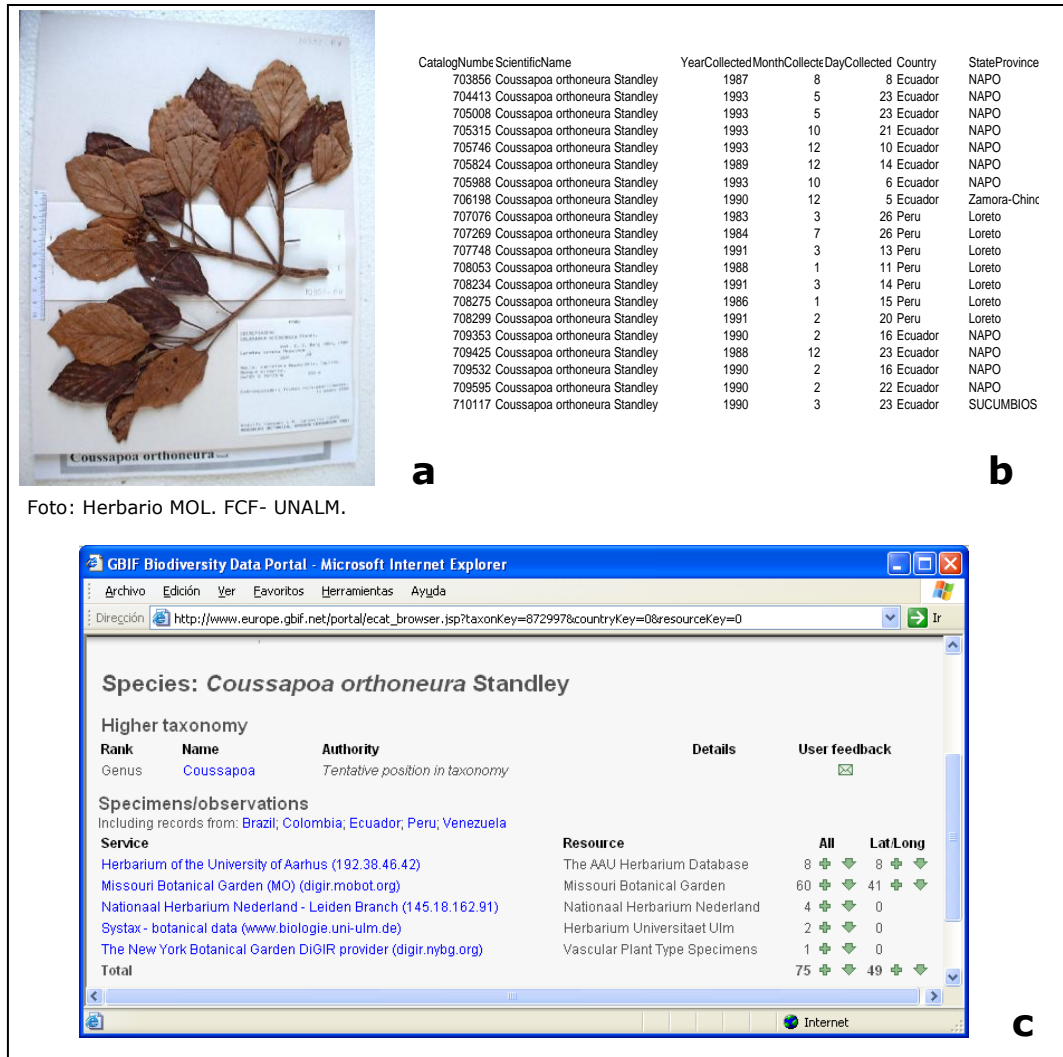 Coussapoa orthoneura
a
Foto: Herbario MOL. FCF- UNALM.
CatalogNumbe ScientificName YearCollected MonthCollecte DayCollected Country StateProvince
703856 Coussapoa orthoneura Standley 1987 8 8 Ecuador NAPO
704413 Coussapoa orthoneura Standley 1993 5 23 Ecuador NAPO
705008 Coussapoa orthoneura Standley 1993 5 23 Ecuador NAPO
705315 Coussapoa orthoneura Standley 1993 10 21 Ecuador NAPO
705746 Coussapoa orthoneura Standley 1993 12 10 Ecuador NAPO
705824 Coussapoa orthoneura Standley 1989 12 14 Ecuador NAPO
705988 Coussapoa orthoneura Standley 1993 10 6 Ecuador NAPO
706198 Coussapoa orthoneura Standley 1990 12 5 Ecuador Zamora-Chinc
707076 Coussapoa orthoneura Standley 1983 3 26 Peru Loreto
707269 Coussapoa orthoneura Standley 1984 7 26 Peru Loreto
707748 Coussapoa orthoneura Standley 1991 3 13 Peru Loreto
708053 Coussapoa orthoneura Standley 1988 1 11 Peru Loreto
708234 Coussapoa orthoneura Standley 1991 3 14 Peru Loreto
708275 Coussapoa orthoneura Standley 1986 1 15 Peru Loreto
708299 Coussapoa orthoneura Standley 1991 2 20 Peru Loreto
709353 Coussapoa orthoneura Standley 1990 2 16 Ecuador NAPO
709425 Coussapoa orthoneura Standley 1988 12 23 Ecuador NAPO
709532 Coussapoa orthoneura Standley 1990 2 16 Ecuador NAPO
709595 Coussapoa orthoneura Standley 1990 2 22 Ecuador NAPO
710117 Coussapoa orthoneura Standley 1990 3 23 Ecuador SUCUMBIOS
b
GBIF Biodiversity Data Portal - Microsoft Internet Explorer
Archivo Edición Ver Favoritos Herramientas Ayuda
Dirección http://www.europe.gbif.net/portal/ecat_browser.jsp?taxonKey=872997&countryKey=0&resourceKey=0 Ir
Species: Coussapoa orthoneura Standley
Higher taxonomy
Rank Name Authority Details User feedback
Genus Coussapoa Tentative position in taxonomy
Specimens/observations
Including records from: Brazil; Colombia; Ecuador; Peru; Venezuela
Service Resource All Lat/Long
Herbarium of the University of Aarhus (192.38.46.42) The AAU Herbarium Database 8 8
Missouri Botanical Garden (MO) (digir.mobot.org) Missouri Botanical Garden 60 41
Nationaal Herbarium Nederland - Leiden Branch (145.18.162.91) Nationaal Herbarium Nederland 4 0
Systax - botanical data (www.biologie.uni-ulm.de) Herbarium Universitaet Ulm 2 0
The New York Botanical Garden DiGIR provider (digir.nybg.org) Vascular Plant Type Specimens 1 0
Total 75 49
Internet
c